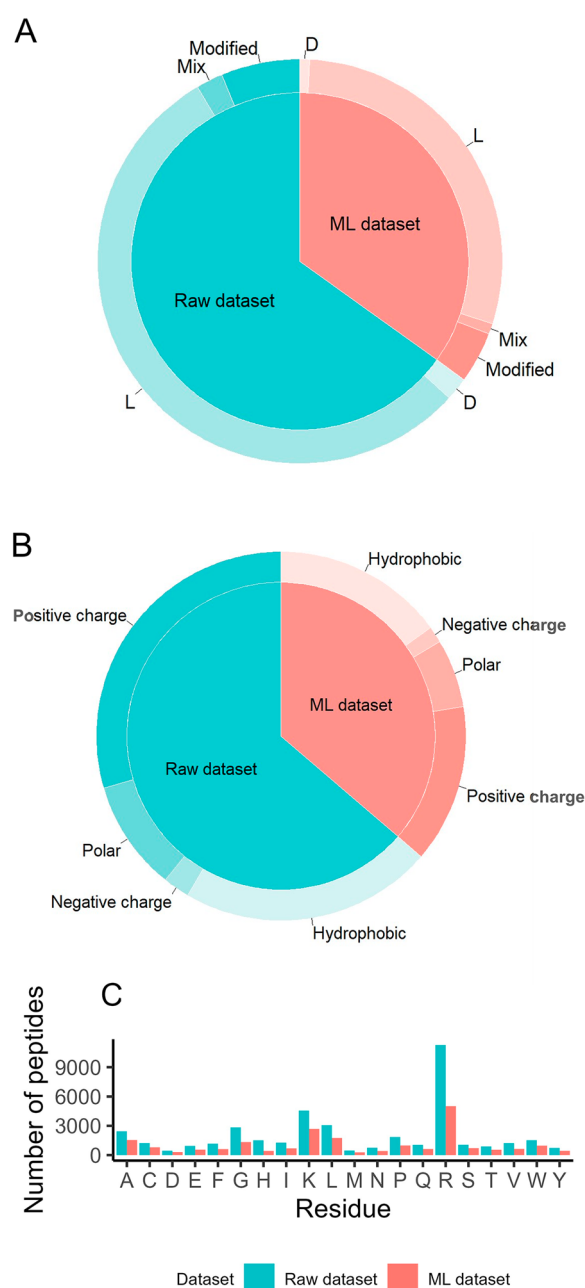 A
Modified
Mix
D
L
ML dataset
Raw dataset
Mix
Modified
L
D
B
Hydrophobic
Positive charge
Negative charge
Polar
ML dataset
Raw dataset
Positive charge
Polar
Negative charge
Hydrophobic
C
Number of peptides
9000
6000
3000
0
A C D E F G H I K L M N P Q R S T V W Y
Residue
Dataset Raw dataset ML dataset